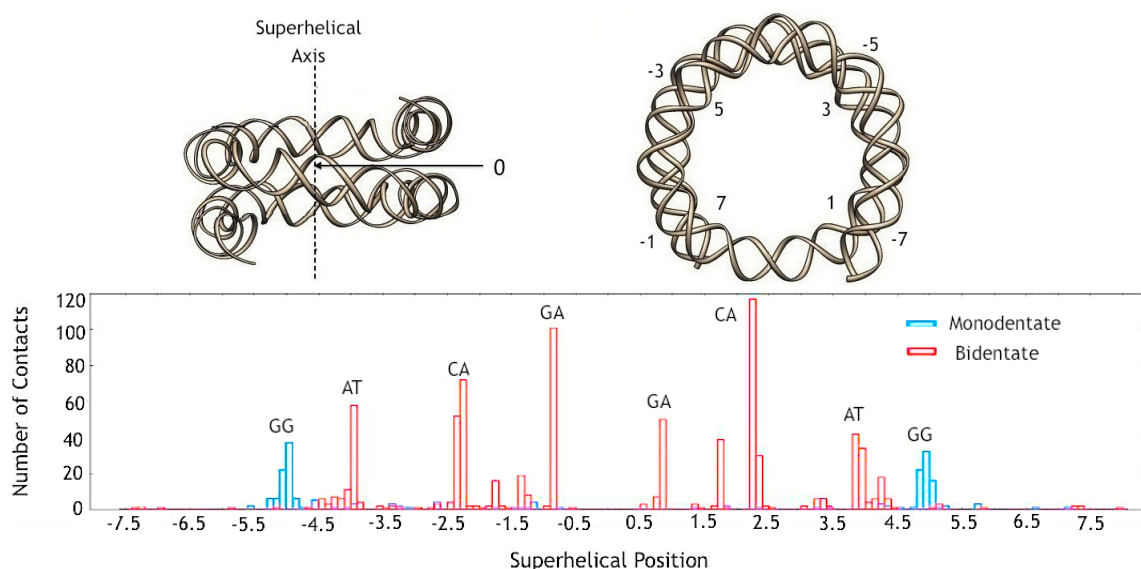 Superhelical
Axis
0
-5
-3
5
3
7
1
-1
-7
120
100
80
60
40
20
0
Number of Contacts
GG
AT
CA
GA
GA
CA
AT
GG
Monodentate
Bidentate
-7.5 -6.5 -5.5 -4.5 -3.5 -2.5 -1.5 -0.5 0.5 1.5 2.5 3.5 4.5 5.5 6.5 7.5
Superhelical Position